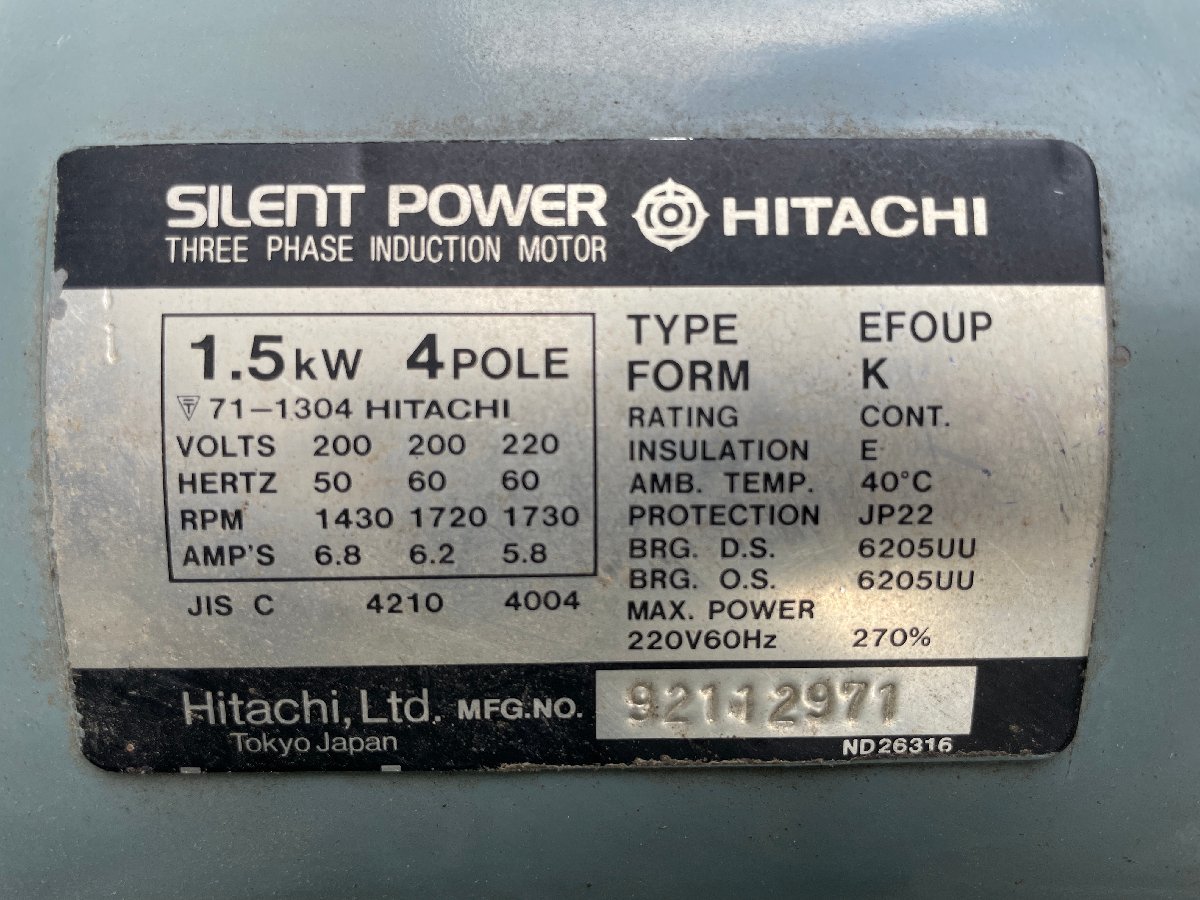 SILENT POWER
THREE PHASE INDUCTION MOTOR
HITACHI
1.5kW 4POLE
〒 71-1304 HITACHI
VOLTS 200 200 220
HERTZ 50 60 60
RPM 1430 1720 1730
AMP'S 6.8 6.2 5.8
JIS C 4210 4004
TYPE EFOUP
FORM K
RATING CONT.
INSULATION E
AMB. TEMP. 40°C
PROTECTION JP22
BRG. D.S. 6205UU
BRG. O.S. 6205UU
MAX. POWER
220V60Hz 270%
Hitachi, Ltd. MFG.NO. 92112971
Tokyo Japan
ND26316